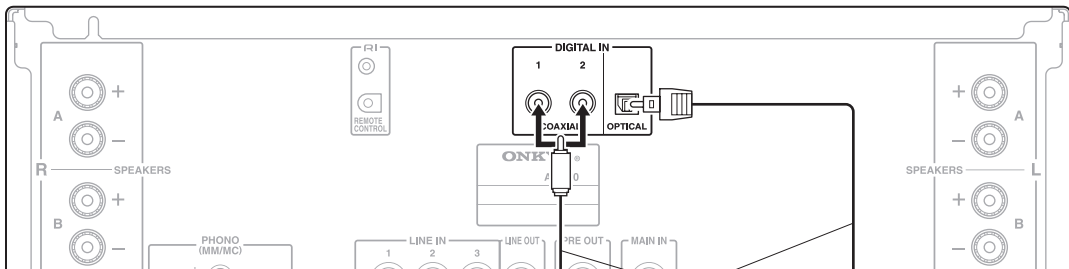 RI
DIGITAL IN
1 2
A + + A
REMOTE CONTROL
COAXIAL OPTICAL
- -
ONKYO ®
R SPEAKERS SPEAKERS L
+ +
B B
- -
PHONO (MM/MC)
LINE IN
1 2 3
LINE OUT
PRE OUT
MAIN IN